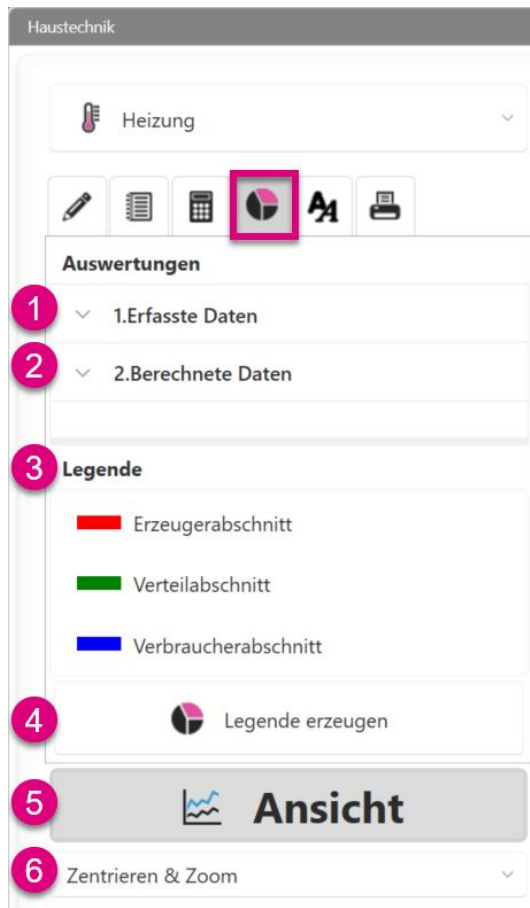 Haustechnik
Heizung
Auswertungen
1 1.Erfasste Daten
2 2.Berechnete Daten
3 Legende
Erzeugerabschnitt
Verteilabschnitt
Verbraucherabschnitt
4 Legende erzeugen
5 Ansicht
6 Zentrieren & Zoom